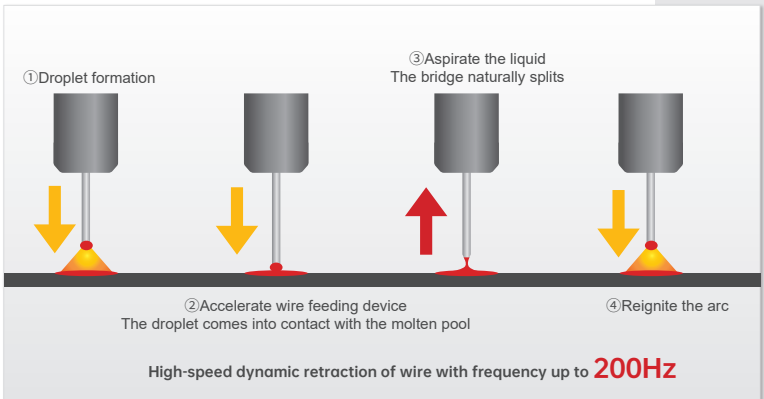 ①Droplet formation
③Aspirate the liquid
The bridge naturally splits
②Accelerate wire feeding device
The droplet comes into contact with the molten pool
④Reignite the arc
High-speed dynamic retraction of wire with frequency up to 200Hz